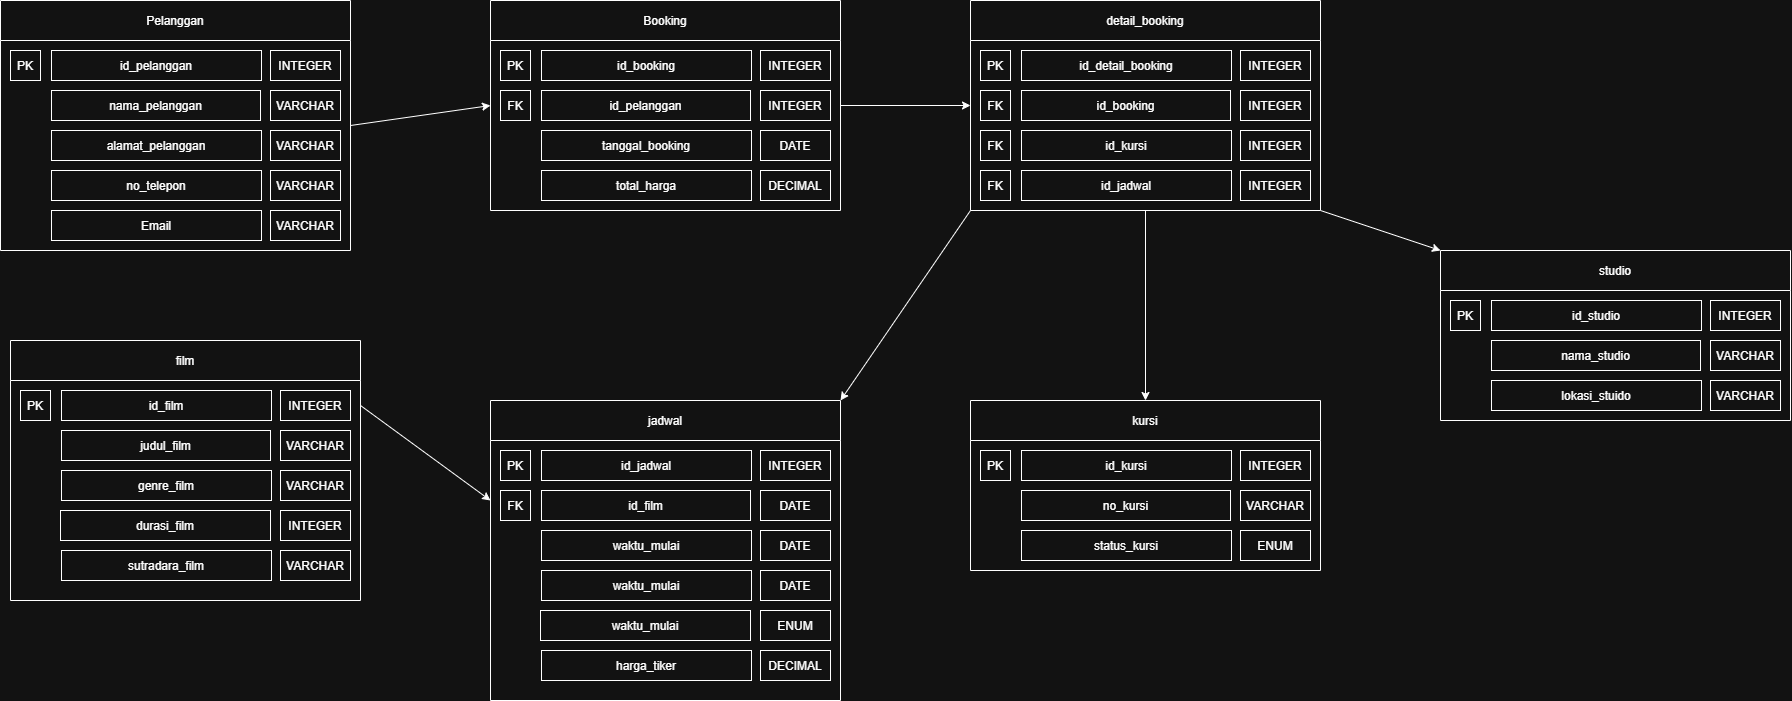 Pelanggan
PK id_pelanggan INTEGER
nama_pelanggan VARCHAR
alamat_pelanggan VARCHAR
no_telepon VARCHAR
Email VARCHAR
Booking
PK id_booking INTEGER
FK id_pelanggan INTEGER
tanggal_booking DATE
total_harga DECIMAL
detail_booking
PK id_detail_booking INTEGER
FK id_booking INTEGER
FK id_kursi INTEGER
FK id_jadwal INTEGER
studio
PK id_studio INTEGER
nama_studio VARCHAR
lokasi_stuido VARCHAR
film
PK id_film INTEGER
judul_film VARCHAR
genre_film VARCHAR
durasi_film INTEGER
sutradara_film VARCHAR
jadwal
PK id_jadwal INTEGER
FK id_film DATE
waktu_mulai DATE
waktu_mulai DATE
waktu_mulai ENUM
harga_tiker DECIMAL
kursi
PK id_kursi INTEGER
no_kursi VARCHAR
status_kursi ENUM